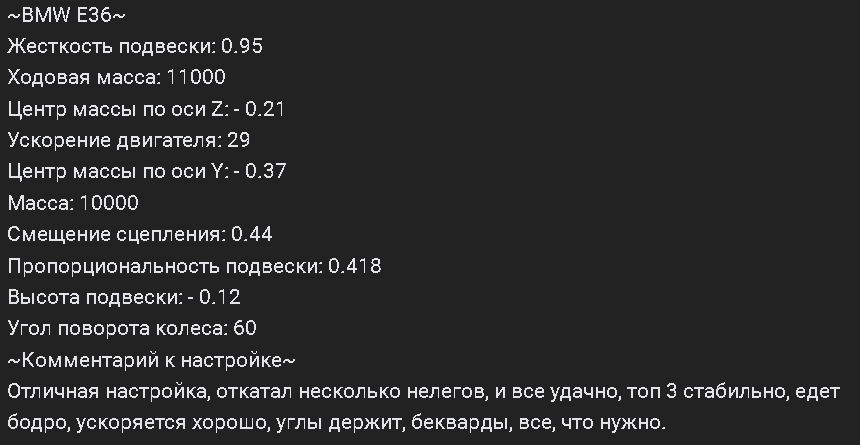 ~BMW E36~
Жесткость подвески: 0.95
Ходовая масса: 11000
Центр массы по оси Z: - 0.21
Ускорение двигателя: 29
Центр массы по оси Y: - 0.37
Масса: 10000
Смещение сцепления: 0.44
Пропорциональность подвески: 0.418
Высота подвески: - 0.12
Угол поворота колеса: 60
~Комментарий к настройке~
Отличная настройка, откатал несколько нелегов, и все удачно, топ 3 стабильно, едет
бодро, ускоряется хорошо, углы держит, бекварды, все, что нужно.